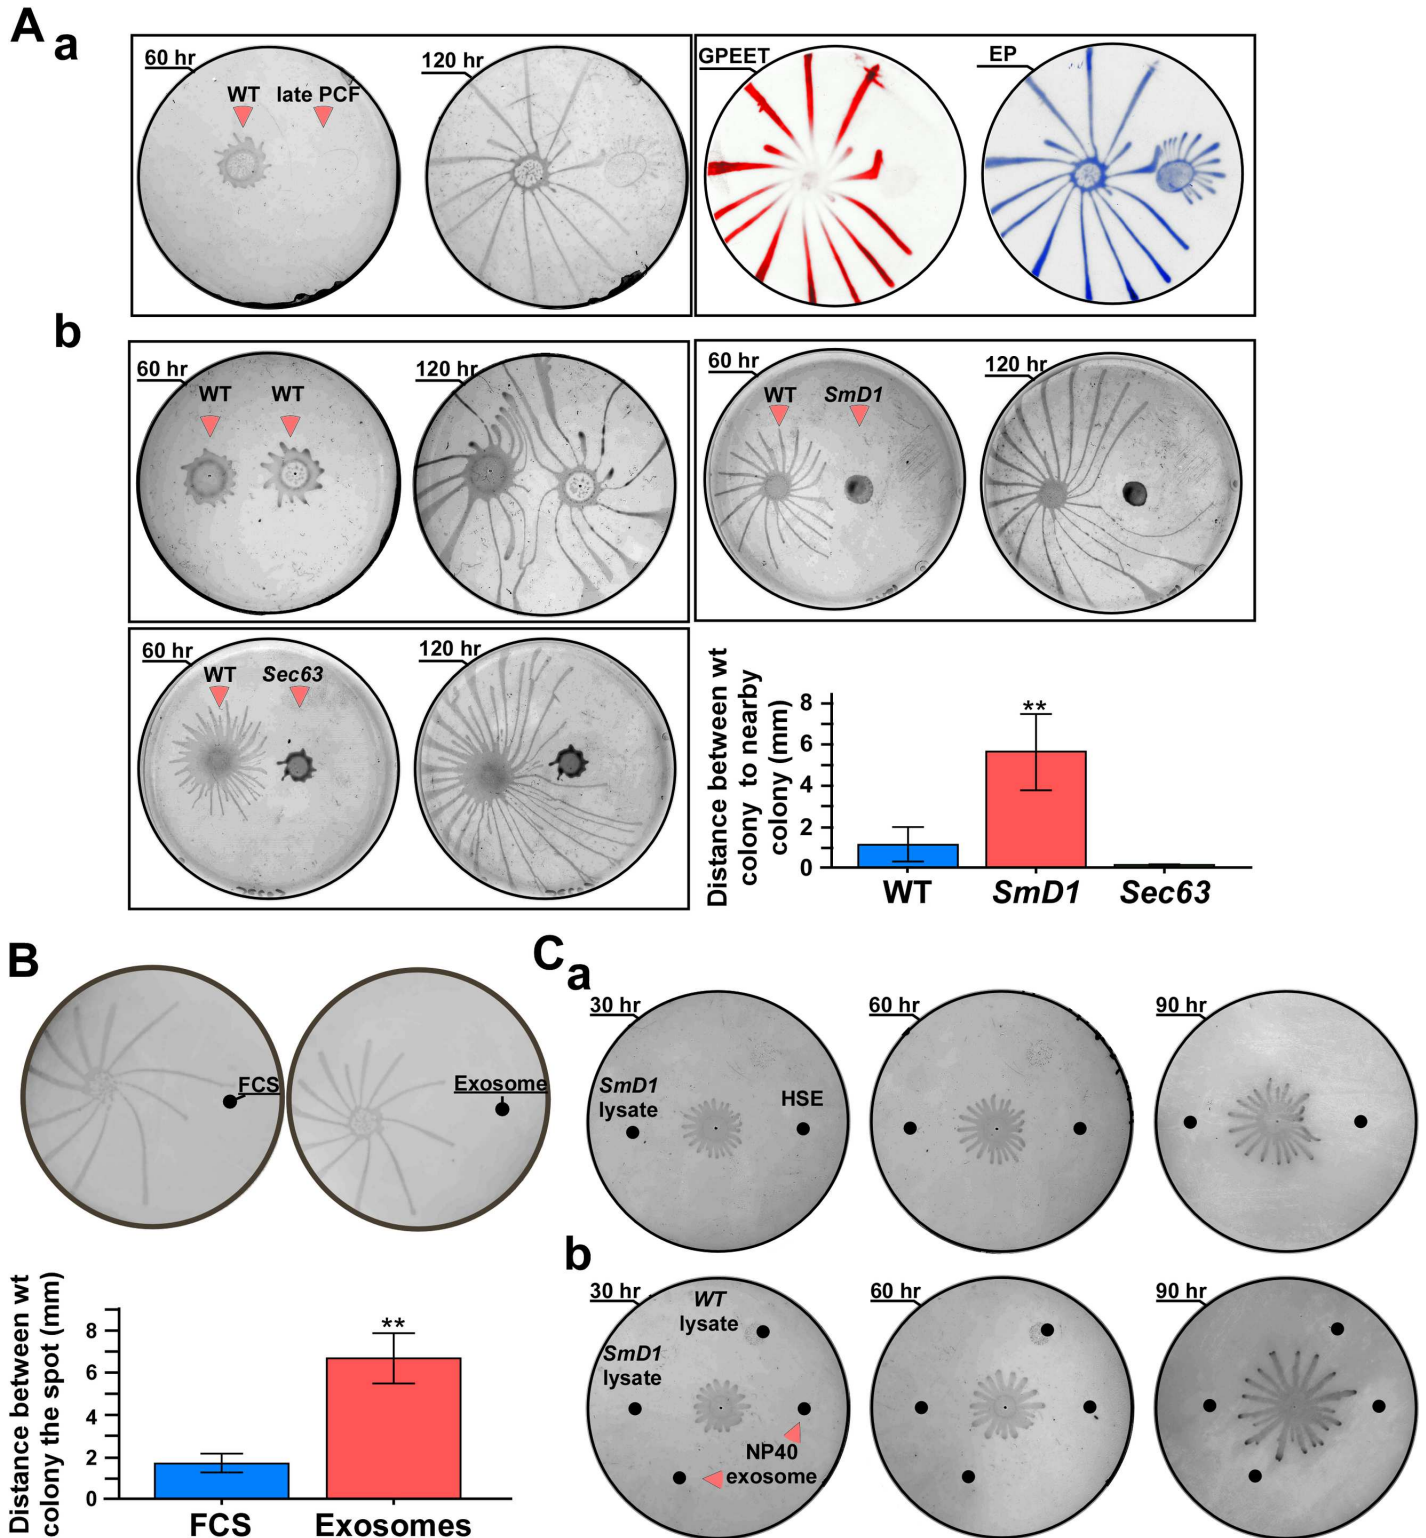 A
a
60 hr
WT
late PCF
120 hr
GPEET
EP
b
60 hr
WT
WT
120 hr
60 hr
WT
SmD1
120 hr
60 hr
WT
Sec63
120 hr
Distance between wt
colony to nearby
colony (mm)
8
6
4
2
0
**
WT
SmD1
Sec63
B
FCS
Exosome
Distance between wt
colony the spot (mm)
8
6
4
2
0
**
FCS
Exosomes
C
a
30 hr
SmD1
lysate
HSE
60 hr
90 hr
b
30 hr
WT
lysate
SmD1
lysate
NP40
exosome
60 hr
90 hr